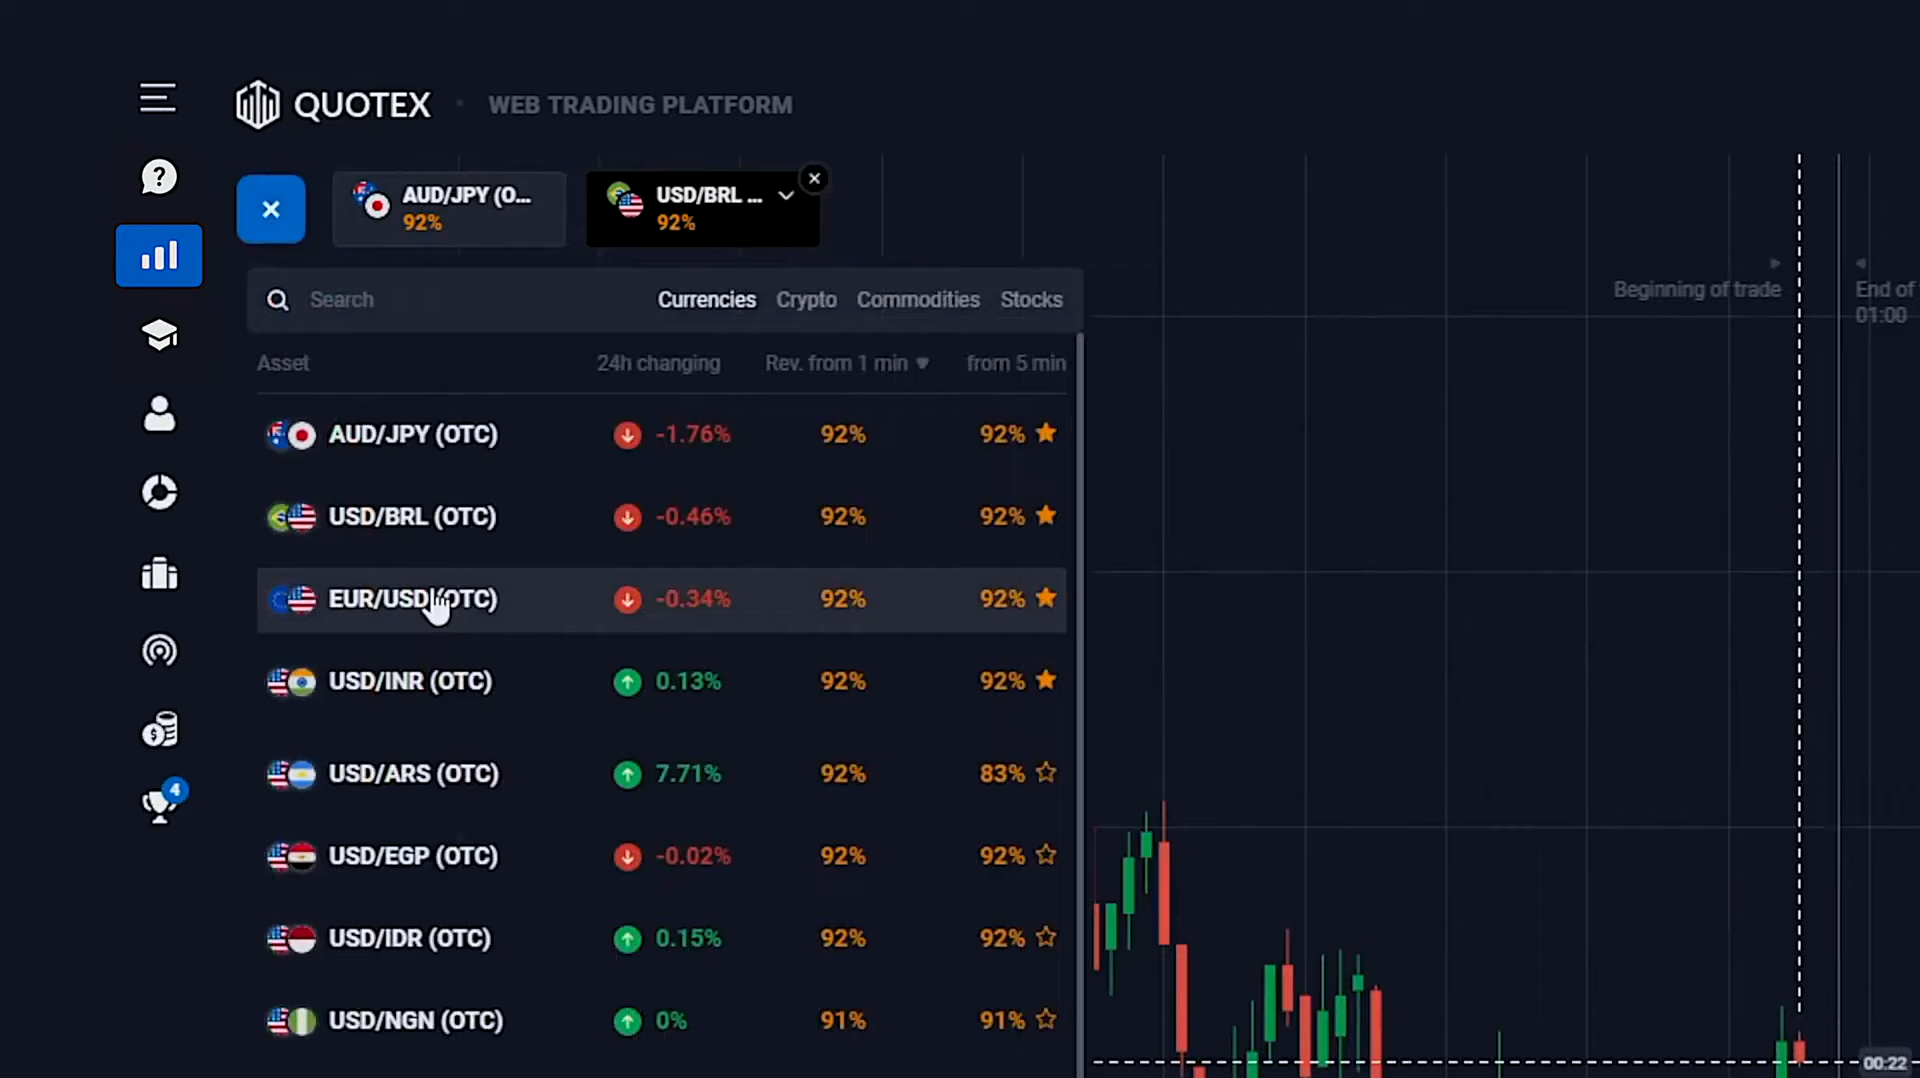 QUOTEX • WEB TRADING PLATFORM
?
AUD/JPY (O...
92%
USD/BRL ...
92%
Search Currencies Crypto Commodities Stocks
Beginning of trade
End of
01:00
Asset 24h changing Rev. from 1 min from 5 min
AUD/JPY (OTC) -1.76% 92% 92%
USD/BRL (OTC) -0.46% 92% 92%
EUR/USD (OTC) -0.34% 92% 92%
USD/INR (OTC) 0.13% 92% 92%
USD/ARS (OTC) 7.71% 92% 83%
4
USD/EGP (OTC) -0.02% 92% 92%
USD/IDR (OTC) 0.15% 92% 92%
USD/NGN (OTC) 0% 91% 91%
00:22